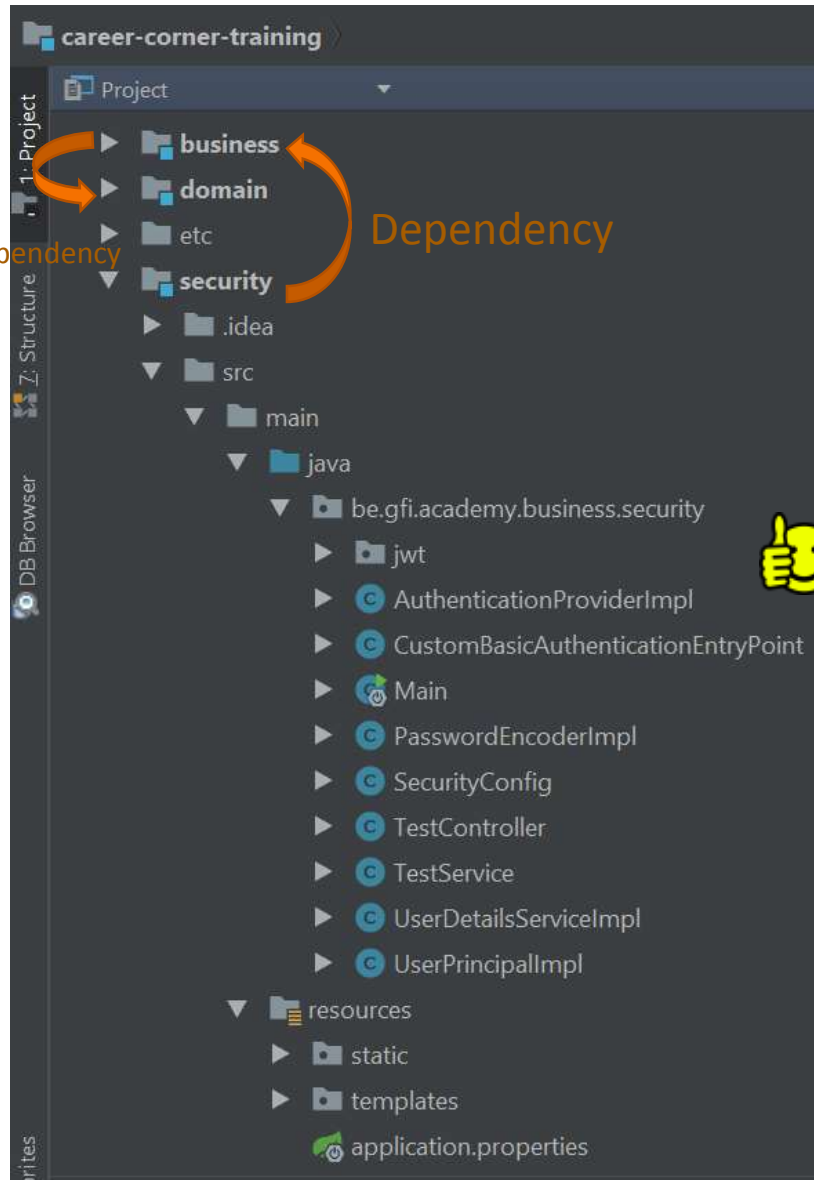 career-corner-training
Project
1: Project
business
domain
Dependency
etc
pendency
security
7: Structure
.idea
src
main
java
DB Browser
be.gfi.academy.business.security
jwt
AuthenticationProviderImpl
CustomBasicAuthenticationEntryPoint
Main
PasswordEncoderImpl
SecurityConfig
TestController
TestService
UserDetailsServiceImpl
UserPrincipalImpl
resources
static
templates
application.properties
rites